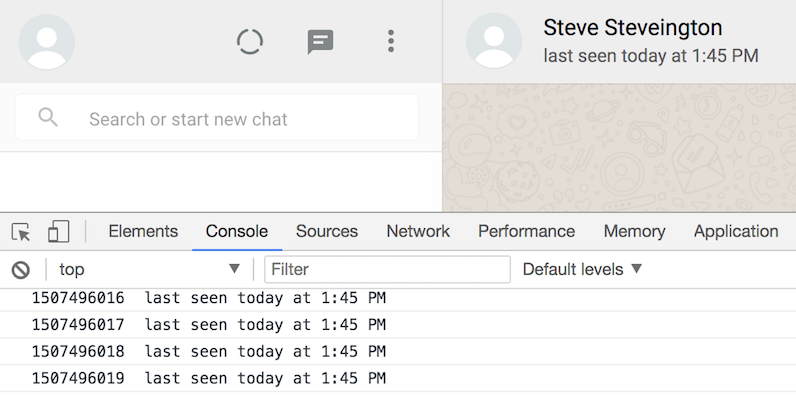 Steve Steveington
last seen today at 1:45 PM
Search or start new chat
Elements Console Sources Network Performance Memory Application
top Filter Default levels
1507496016 last seen today at 1:45 PM
1507496017 last seen today at 1:45 PM
1507496018 last seen today at 1:45 PM
1507496019 last seen today at 1:45 PM